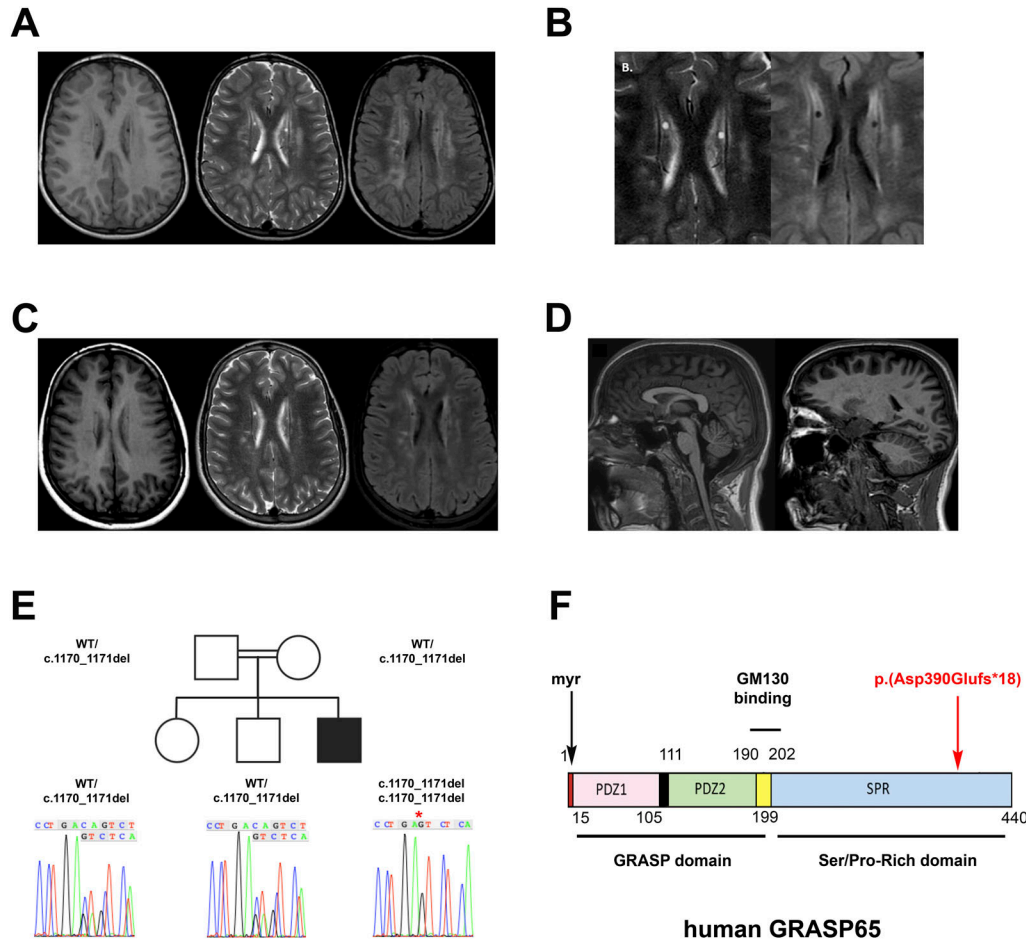 A
B
B.
C
D
E
WT/
c.1170_1171del
WT/
c.1170_1171del
WT/
c.1170_1171del
WT/
c.1170_1171del
c.1170_1171del
c.1170_1171del
*
CCTGACAGTCT
GTCTCA
CCTGACAGTCT
GTCTCA
CCTGAGTCTCA
F
myr
GM130
binding
p.(Asp390Glufs*18)
1
111
190
202
PDZ1
PDZ2
SPR
15
105
199
440
GRASP domain
Ser/Pro-Rich domain
human GRASP65